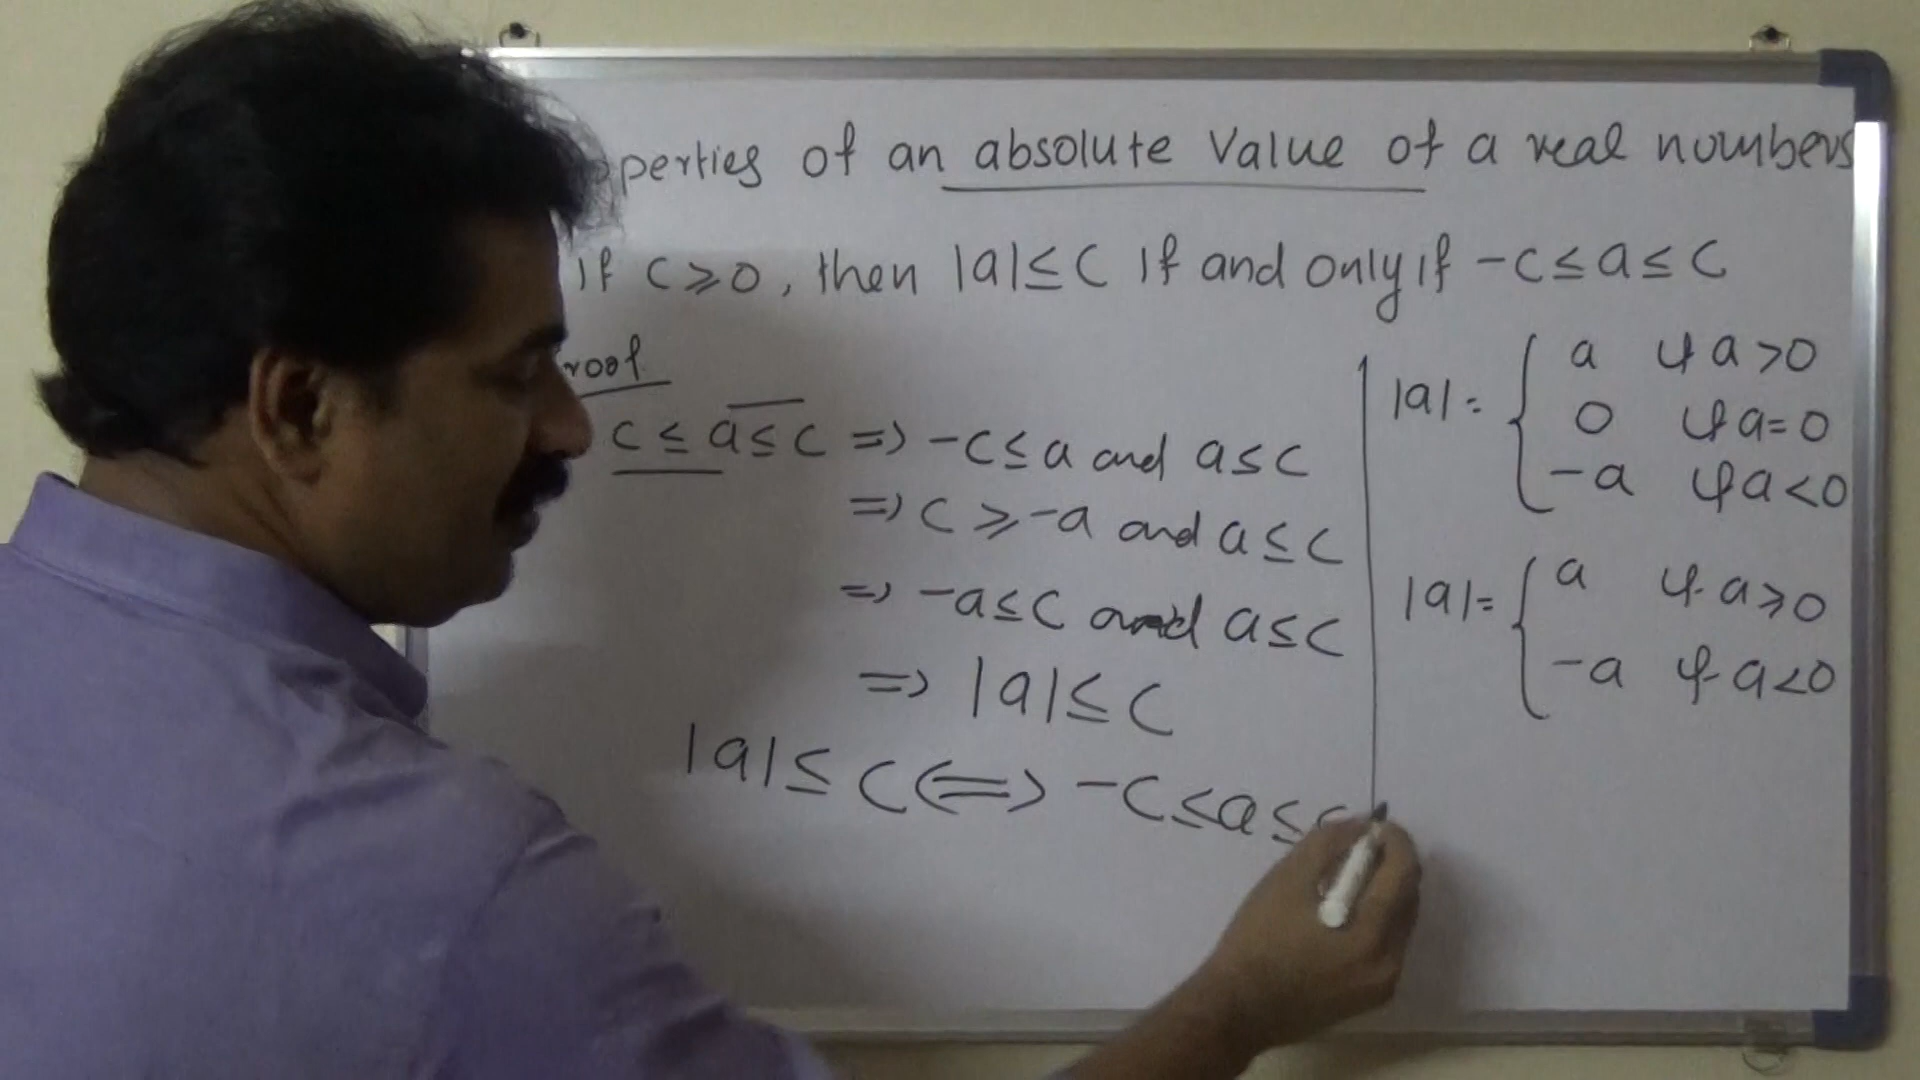 operties of an absolute Value of a real numbers
If C ≥ 0, then |a| ≤ C if and only if -C ≤ a ≤ C
roof
C ≤ a ≤ C => -C ≤ a and a ≤ C
=> C ≥ -a and a ≤ C
=> -a ≤ C and a ≤ C
=> |a| ≤ C
|a| ≤ C <=> -C ≤ a ≤ C
|a| = { a if a > 0
0 if a = 0
-a if a < 0
|a| = { a if a ≥ 0
-a if a < 0